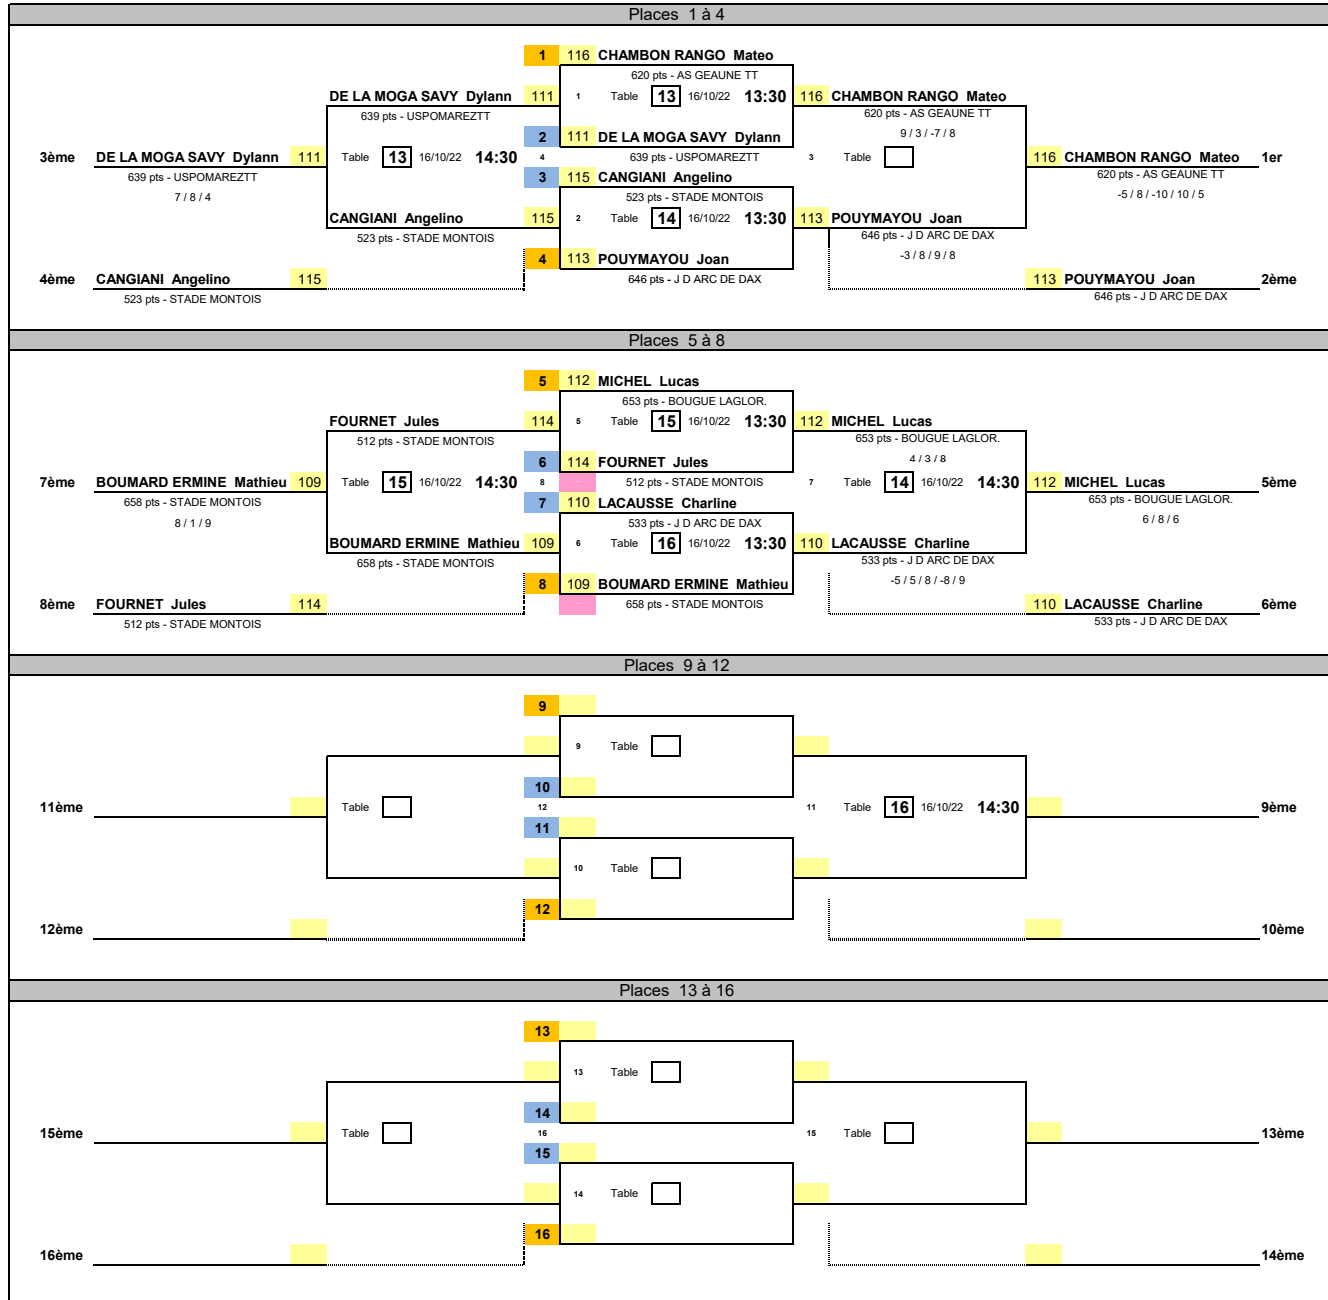 Places 1 à 4
1 116 CHAMBON RANGO Mateo
620 pts - AS GEAUNE TT
DE LA MOGA SAVY Dylann 111 1 Table 13 16/10/22 13:30 116 CHAMBON RANGO Mateo
639 pts - USPOMAREZTT 620 pts - AS GEAUNE TT
2 111 DE LA MOGA SAVY Dylann 9 / 3 / -7 / 8
3ème DE LA MOGA SAVY Dylann 111 Table 13 16/10/22 14:30 4 639 pts - USPOMAREZTT 3 Table 116 CHAMBON RANGO Mateo 1er
639 pts - USPOMAREZTT 3 115 CANGIANI Angelino 620 pts - AS GEAUNE TT
7 / 8 / 4 523 pts - STADE MONTOIS -5 / 8 / -10 / 10 / 5
CANGIANI Angelino 115 2 Table 14 16/10/22 13:30 113 POUYMAYOU Joan
523 pts - STADE MONTOIS 646 pts - J D ARC DE DAX
4 113 POUYMAYOU Joan -3 / 8 / 9 / 8
4ème CANGIANI Angelino 115 646 pts - J D ARC DE DAX 113 POUYMAYOU Joan 2ème
523 pts - STADE MONTOIS 646 pts - J D ARC DE DAX
Places 5 à 8
5 112 MICHEL Lucas
653 pts - BOUGUE LAGLOR.
FOURNET Jules 114 5 Table 15 16/10/22 13:30 112 MICHEL Lucas
512 pts - STADE MONTOIS 653 pts - BOUGUE LAGLOR.
6 114 FOURNET Jules 4 / 3 / 8
7ème BOUMARD ERMINE Mathieu 109 Table 15 16/10/22 14:30 8 512 pts - STADE MONTOIS 7 Table 14 16/10/22 14:30 112 MICHEL Lucas 5ème
658 pts - STADE MONTOIS 7 110 LACAUSSE Charline 653 pts - BOUGUE LAGLOR.
8 / 1 / 9 533 pts - J D ARC DE DAX 6 / 8 / 6
BOUMARD ERMINE Mathieu 109 6 Table 16 16/10/22 13:30 110 LACAUSSE Charline
658 pts - STADE MONTOIS 533 pts - J D ARC DE DAX
8 109 BOUMARD ERMINE Mathieu -5 / 5 / 8 / -8 / 9
8ème FOURNET Jules 114 658 pts - STADE MONTOIS 110 LACAUSSE Charline 6ème
512 pts - STADE MONTOIS 533 pts - J D ARC DE DAX
Places 9 à 12
9
9 Table
10
11ème Table 12 11 Table 16 16/10/22 14:30 9ème
11
10 Table
12
12ème 10ème
Places 13 à 16
13
13 Table
14
15ème Table 16 15 Table 13ème
15
14 Table
16
16ème 14ème